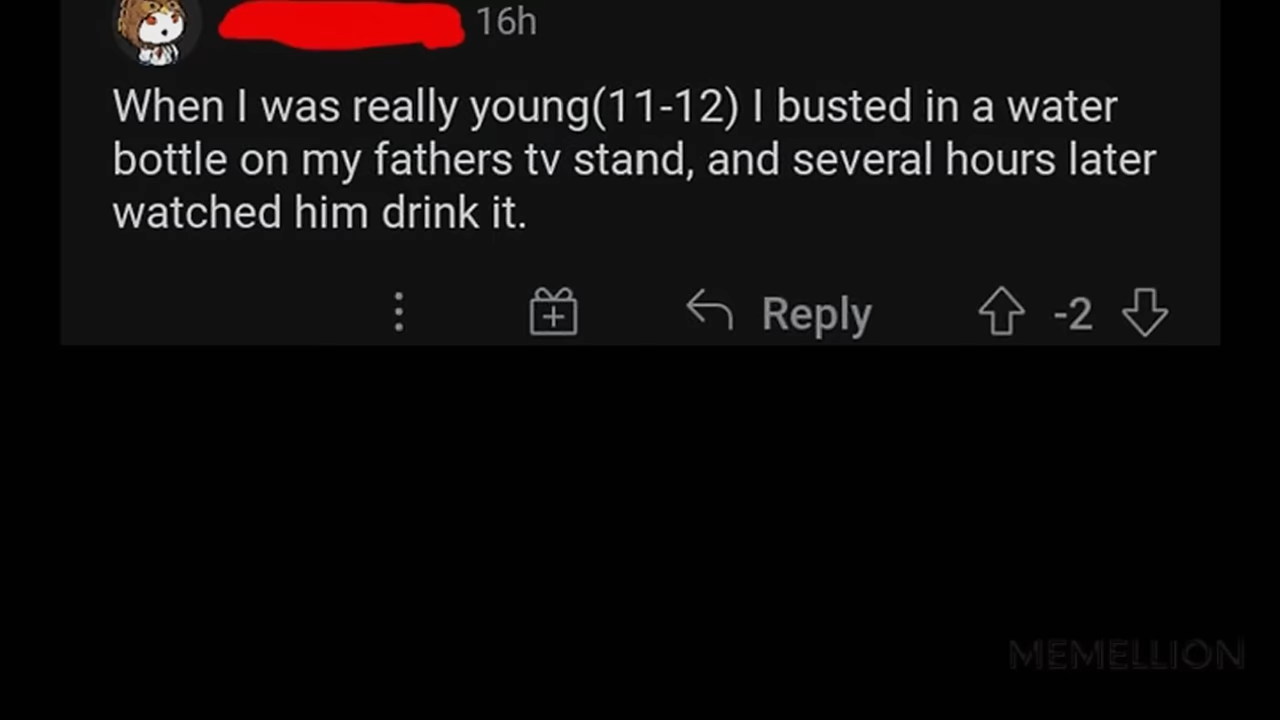 16h
When I was really young(11-12) I busted in a water
bottle on my fathers tv stand, and several hours later
watched him drink it.
Reply
-2
MEMELLION